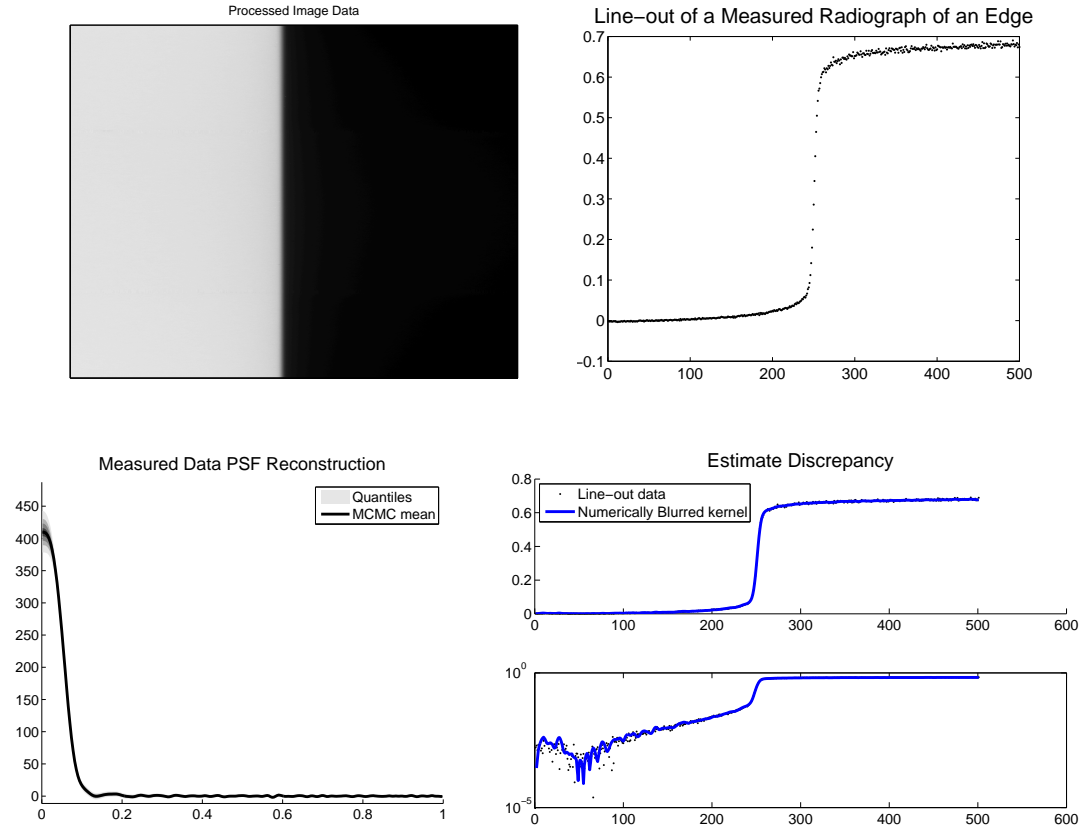 Processed Image Data
Line−out of a Measured Radiograph of an Edge
0.7
0.6
0.5
0.4
0.3
0.2
0.1
0
−0.1
0 100 200 300 400 500
Measured Data PSF Reconstruction
Quantiles
MCMC mean
450
400
350
300
250
200
150
100
50
0
0 0.2 0.4 0.6 0.8 1
Estimate Discrepancy
Line−out data
Numerically Blurred kernel
0.8
0.6
0.4
0.2
0
0 100 200 300 400 500 600
10^0
10^−5
0 100 200 300 400 500 600